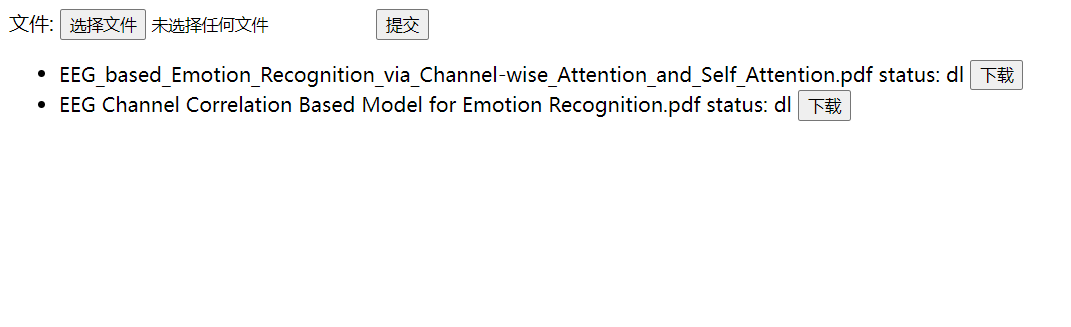 文件: 选择文件 未选择任何文件 提交
EEG_based_Emotion_Recognition_via_Channel-wise_Attention_and_Self_Attention.pdf status: dl 下载
EEG Channel Correlation Based Model for Emotion Recognition.pdf status: dl 下载